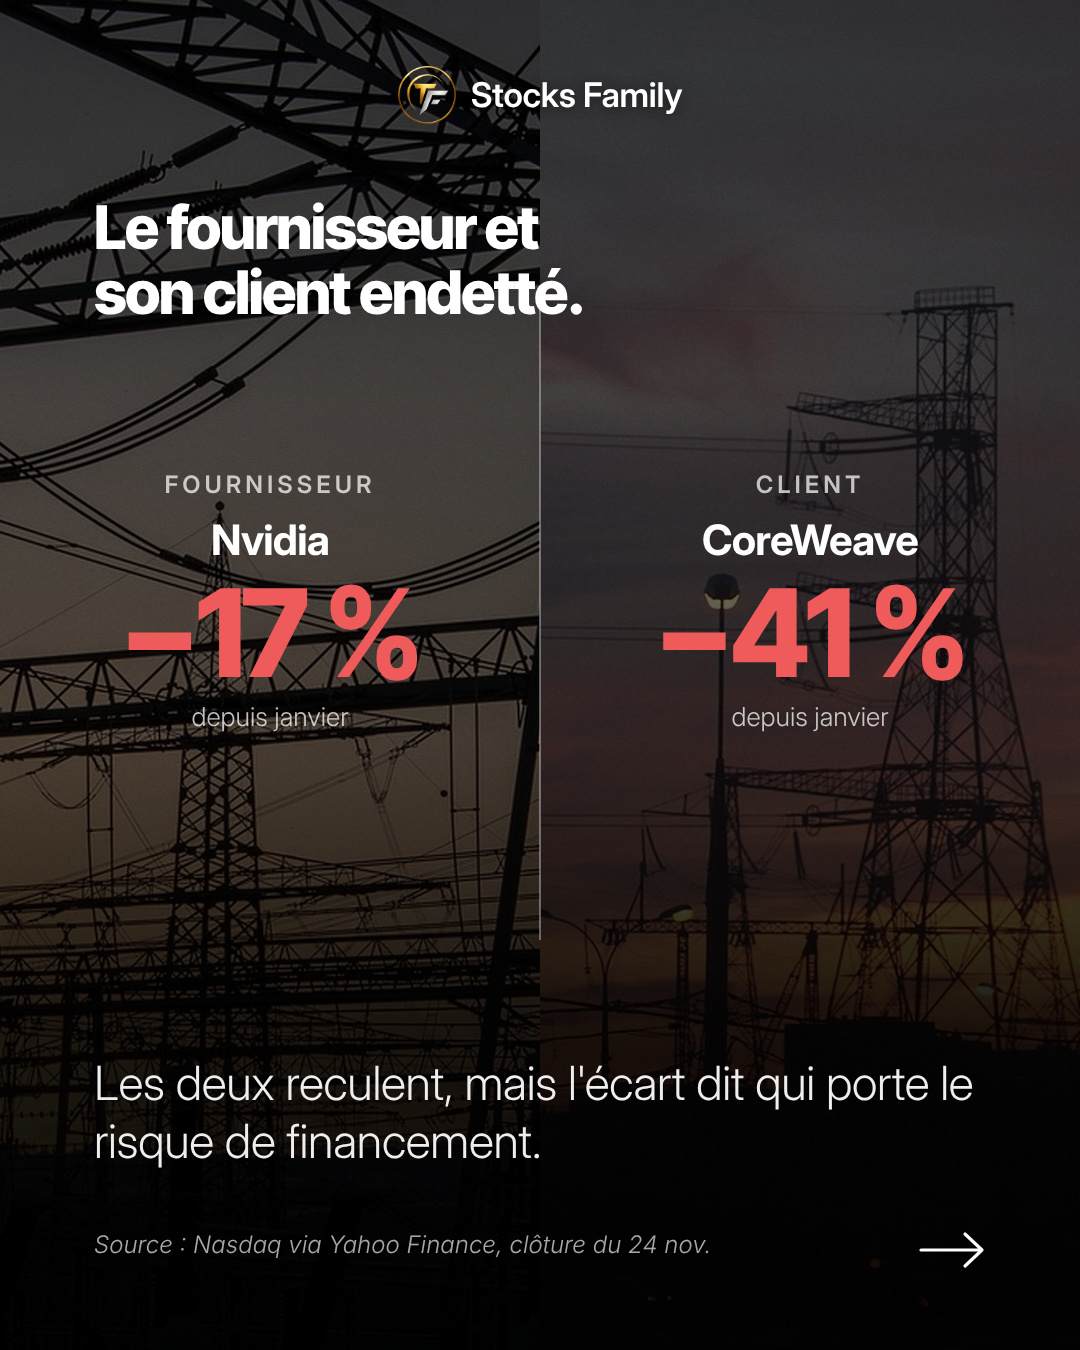 Stocks Family
Le fournisseur et
son client endetté.
FOURNISSEUR
Nvidia
–17 %
depuis janvier
CLIENT
CoreWeave
–41 %
depuis janvier
Les deux reculent, mais l'écart dit qui porte le
risque de financement.
Source : Nasdaq via Yahoo Finance, clôture du 24 nov.